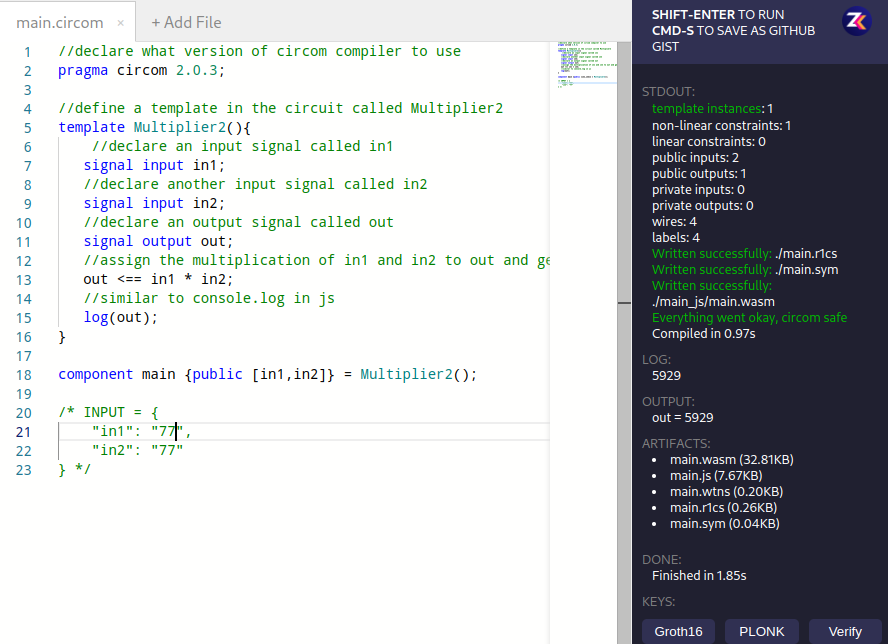 main.circom × + Add File
1 //declare what version of circom compiler to use
2 pragma circom 2.0.3;
3
4 //define a template in the circuit called Multiplier2
5 template Multiplier2(){
6 //declare an input signal called in1
7 signal input in1;
8 //declare another input signal called in2
9 signal input in2;
10 //declare an output signal called out
11 signal output out;
12 //assign the multiplication of in1 and in2 to out and ge
13 out <== in1 * in2;
14 //similar to console.log in js
15 log(out);
16 }
17
18 component main {public [in1,in2]} = Multiplier2();
19
20 /* INPUT = {
21 "in1": "77",
22 "in2": "77"
23 } */
SHIFT-ENTER TO RUN
CMD-S TO SAVE AS GITHUB
GIST
ZK
STDOUT:
template instances: 1
non-linear constraints: 1
linear constraints: 0
public inputs: 2
public outputs: 1
private inputs: 0
private outputs: 0
wires: 4
labels: 4
Written successfully: ./main.r1cs
Written successfully: ./main.sym
Written successfully:
./main_js/main.wasm
Everything went okay, circom safe
Compiled in 0.97s
LOG:
5929
OUTPUT:
out = 5929
ARTIFACTS:
• main.wasm (32.81KB)
• main.js (7.67KB)
• main.wtns (0.20KB)
• main.r1cs (0.26KB)
• main.sym (0.04KB)
DONE:
Finished in 1.85s
KEYS:
Groth16 PLONK Verify